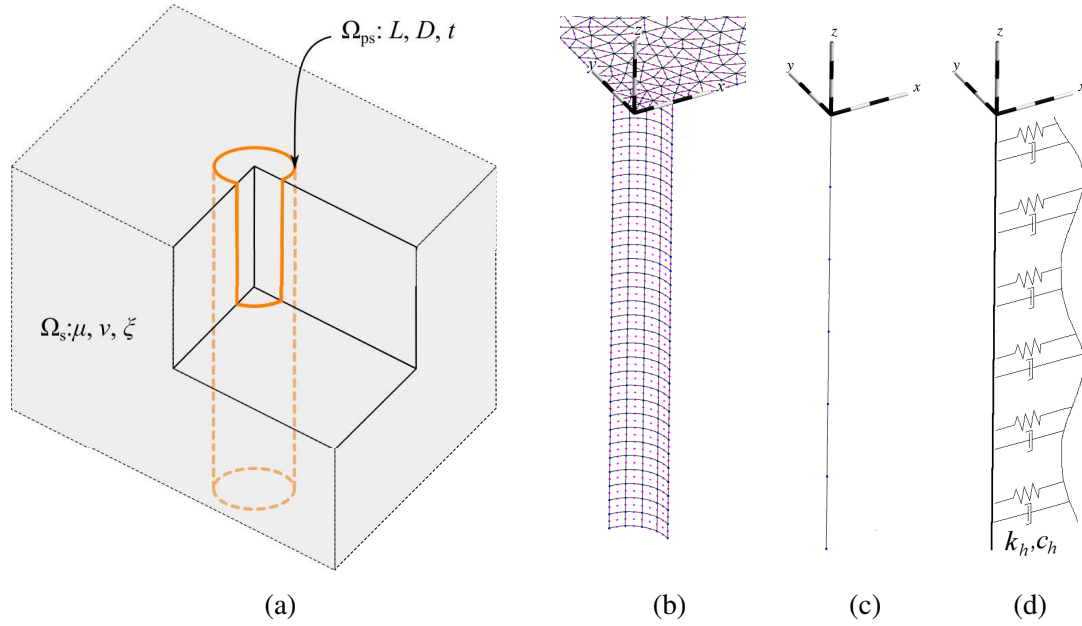 Ωps: L, D, t
Ωs:μ, ν, ξ
z
y
x
z
y
x
z
y
x
kh,ch
(a)
(b)
(c)
(d)